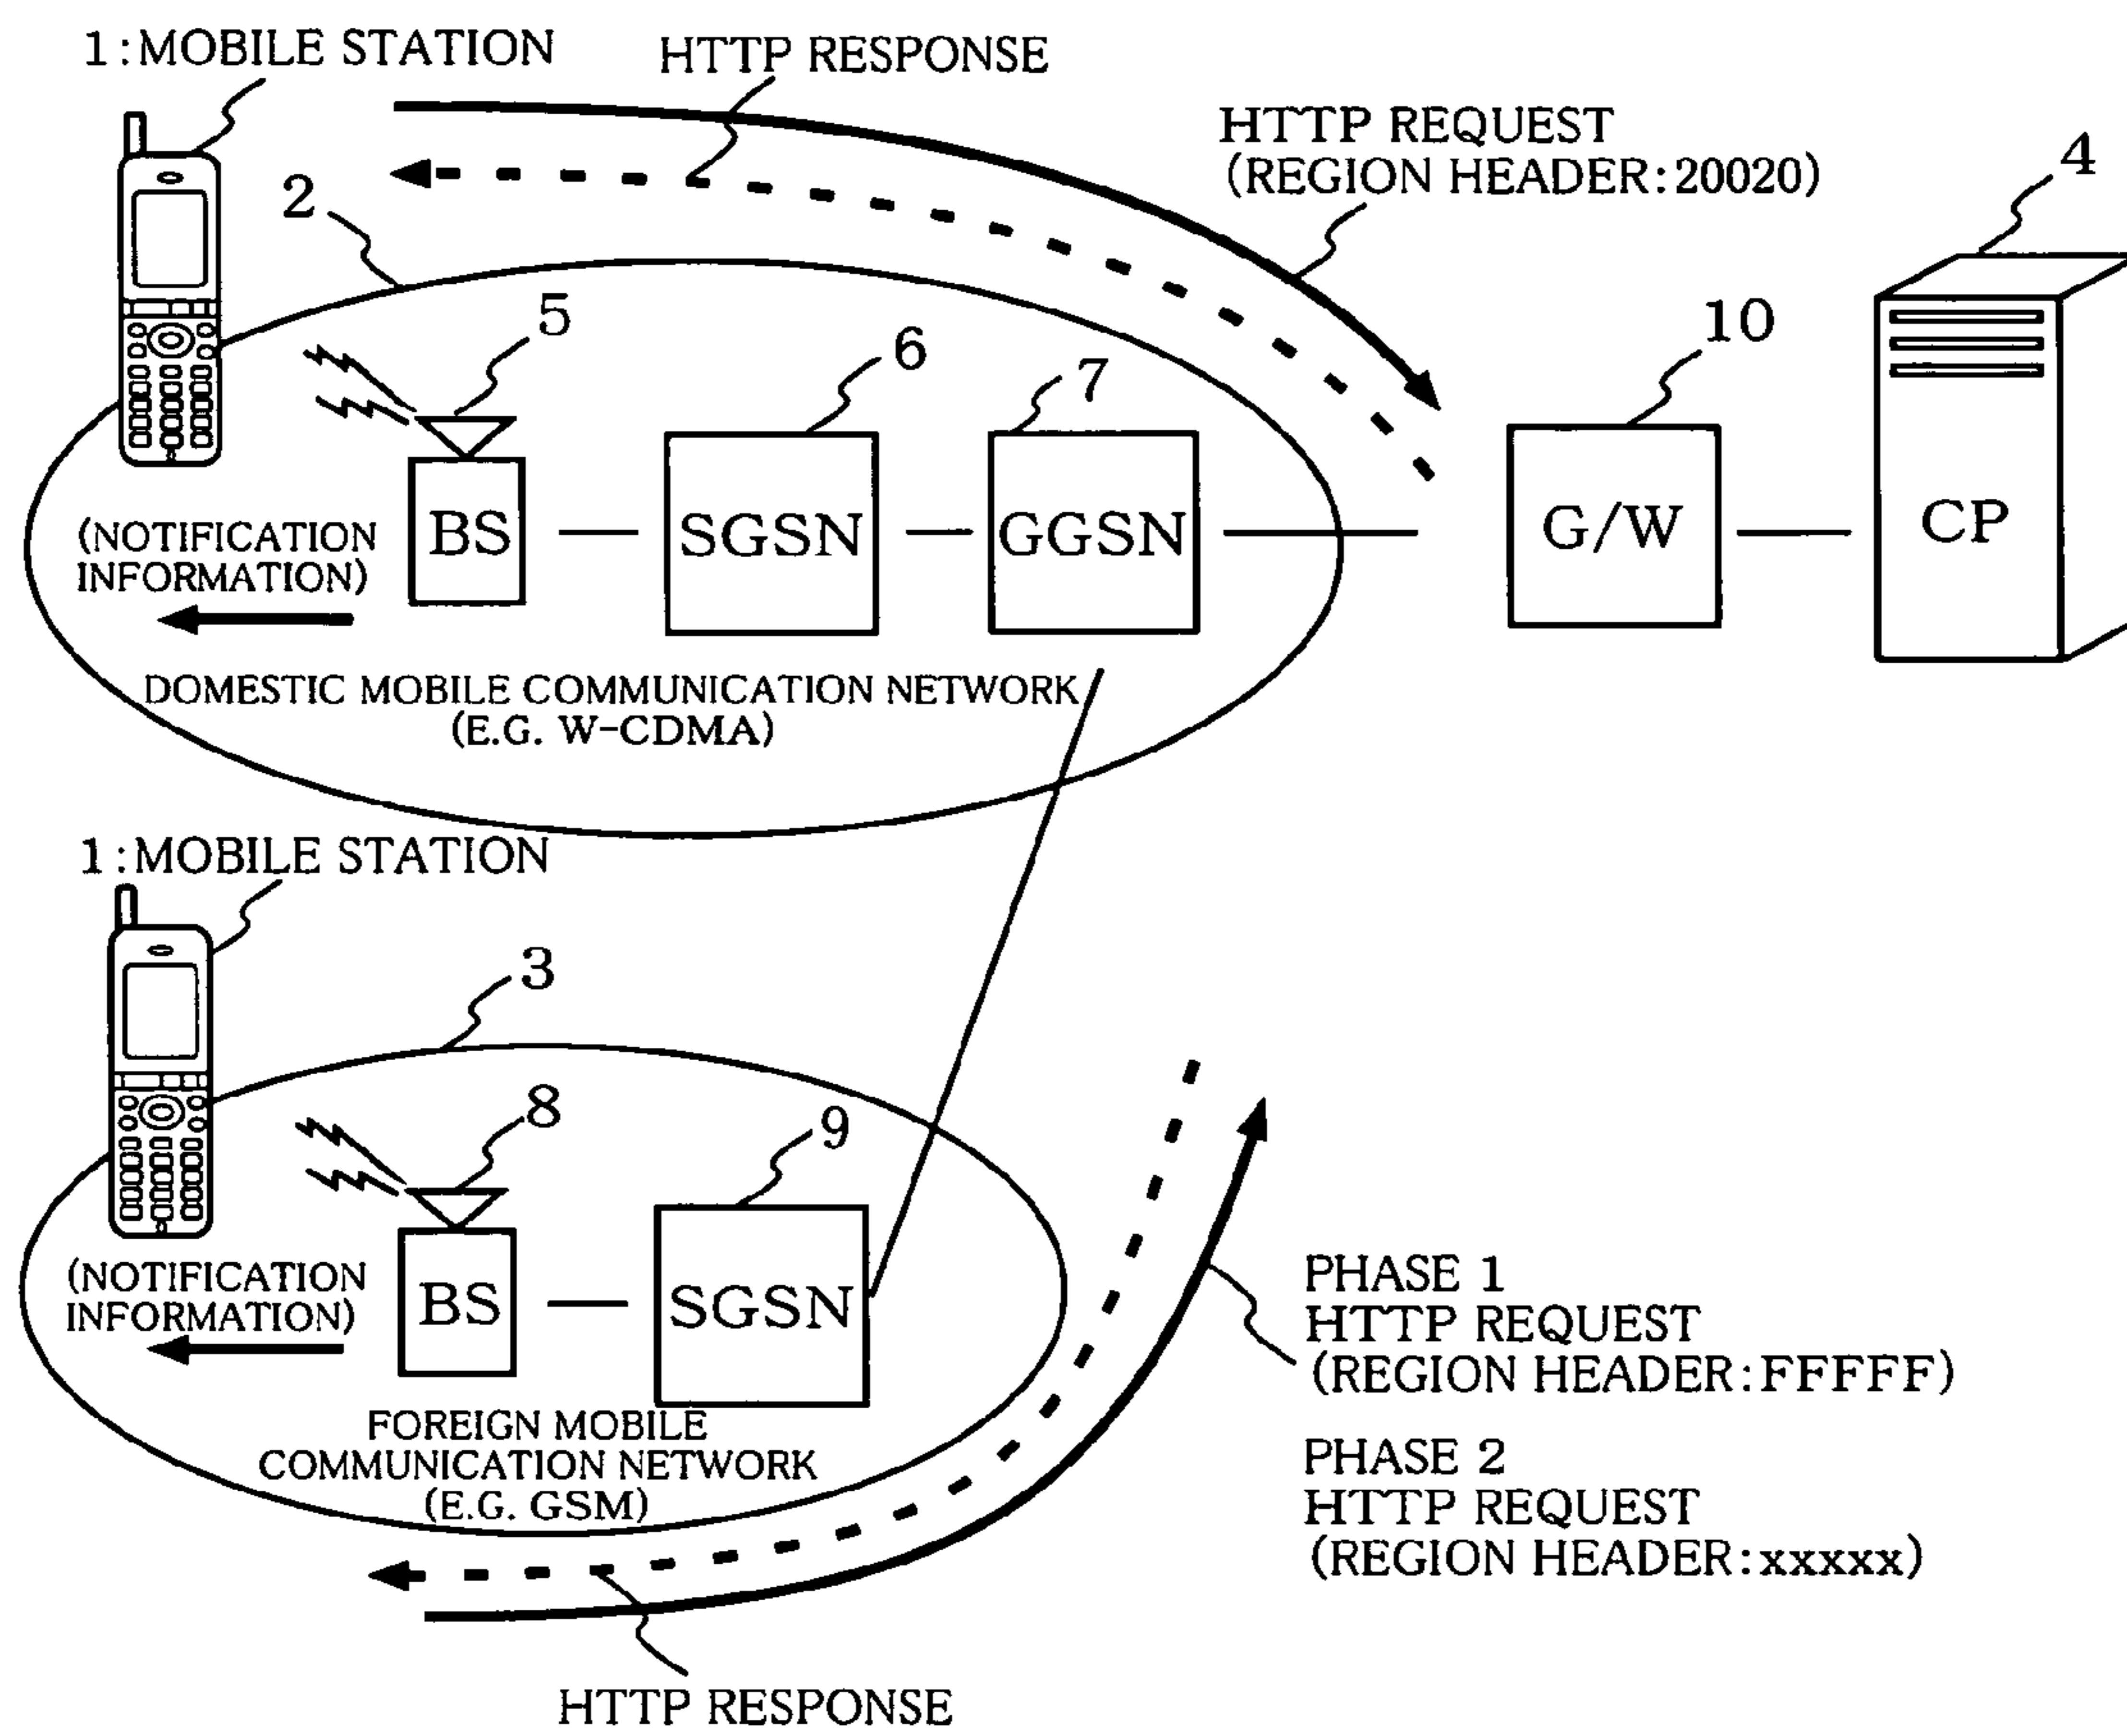 1:MOBILE STATION
HTTP RESPONSE
HTTP REQUEST
(REGION HEADER:20020)
4
2
5
6
7
10
BS
SGSN
GGSN
G/W
CP
(NOTIFICATION
INFORMATION)
DOMESTIC MOBILE COMMUNICATION NETWORK
(E.G. W-CDMA)
1:MOBILE STATION
3
8
9
BS
SGSN
(NOTIFICATION
INFORMATION)
FOREIGN MOBILE
COMMUNICATION NETWORK
(E.G. GSM)
PHASE 1
HTTP REQUEST
(REGION HEADER:FFFFF)
PHASE 2
HTTP REQUEST
(REGION HEADER:xxxxx)
HTTP RESPONSE